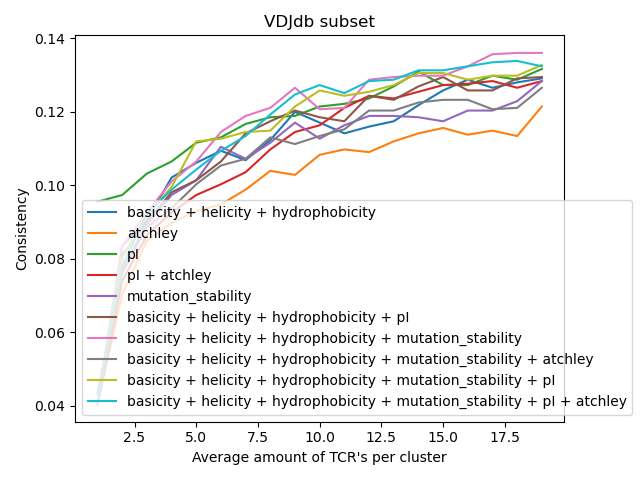 VDJdb subset
0.14
0.12
0.10
0.08
0.06
0.04
Consistency
basicity + helicity + hydrophobicity
atchley
pI
pI + atchley
mutation_stability
basicity + helicity + hydrophobicity + pI
basicity + helicity + hydrophobicity + mutation_stability
basicity + helicity + hydrophobicity + mutation_stability + atchley
basicity + helicity + hydrophobicity + mutation_stability + pI
basicity + helicity + hydrophobicity + mutation_stability + pI + atchley
2.5 5.0 7.5 10.0 12.5 15.0 17.5
Average amount of TCR's per cluster